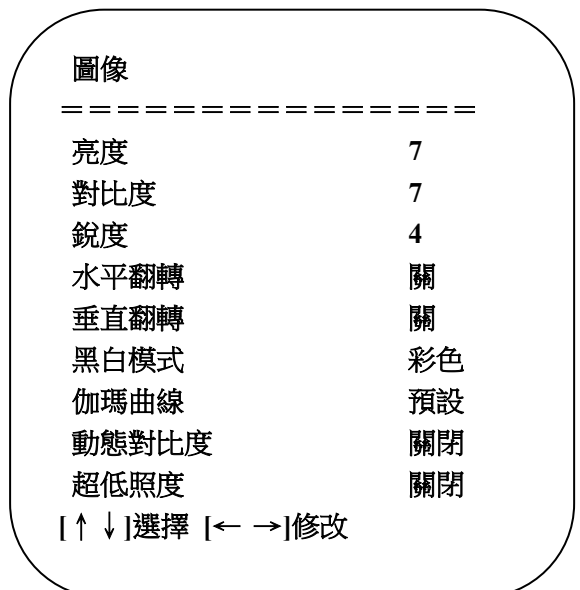 圖像
===============
亮度 7
對比度 7
銳度 4
水平翻轉 關
垂直翻轉 關
黑白模式 彩色
伽瑪曲線 預設
動態對比度 關閉
超低照度 關閉
[↑↓]選擇 [← →]修改